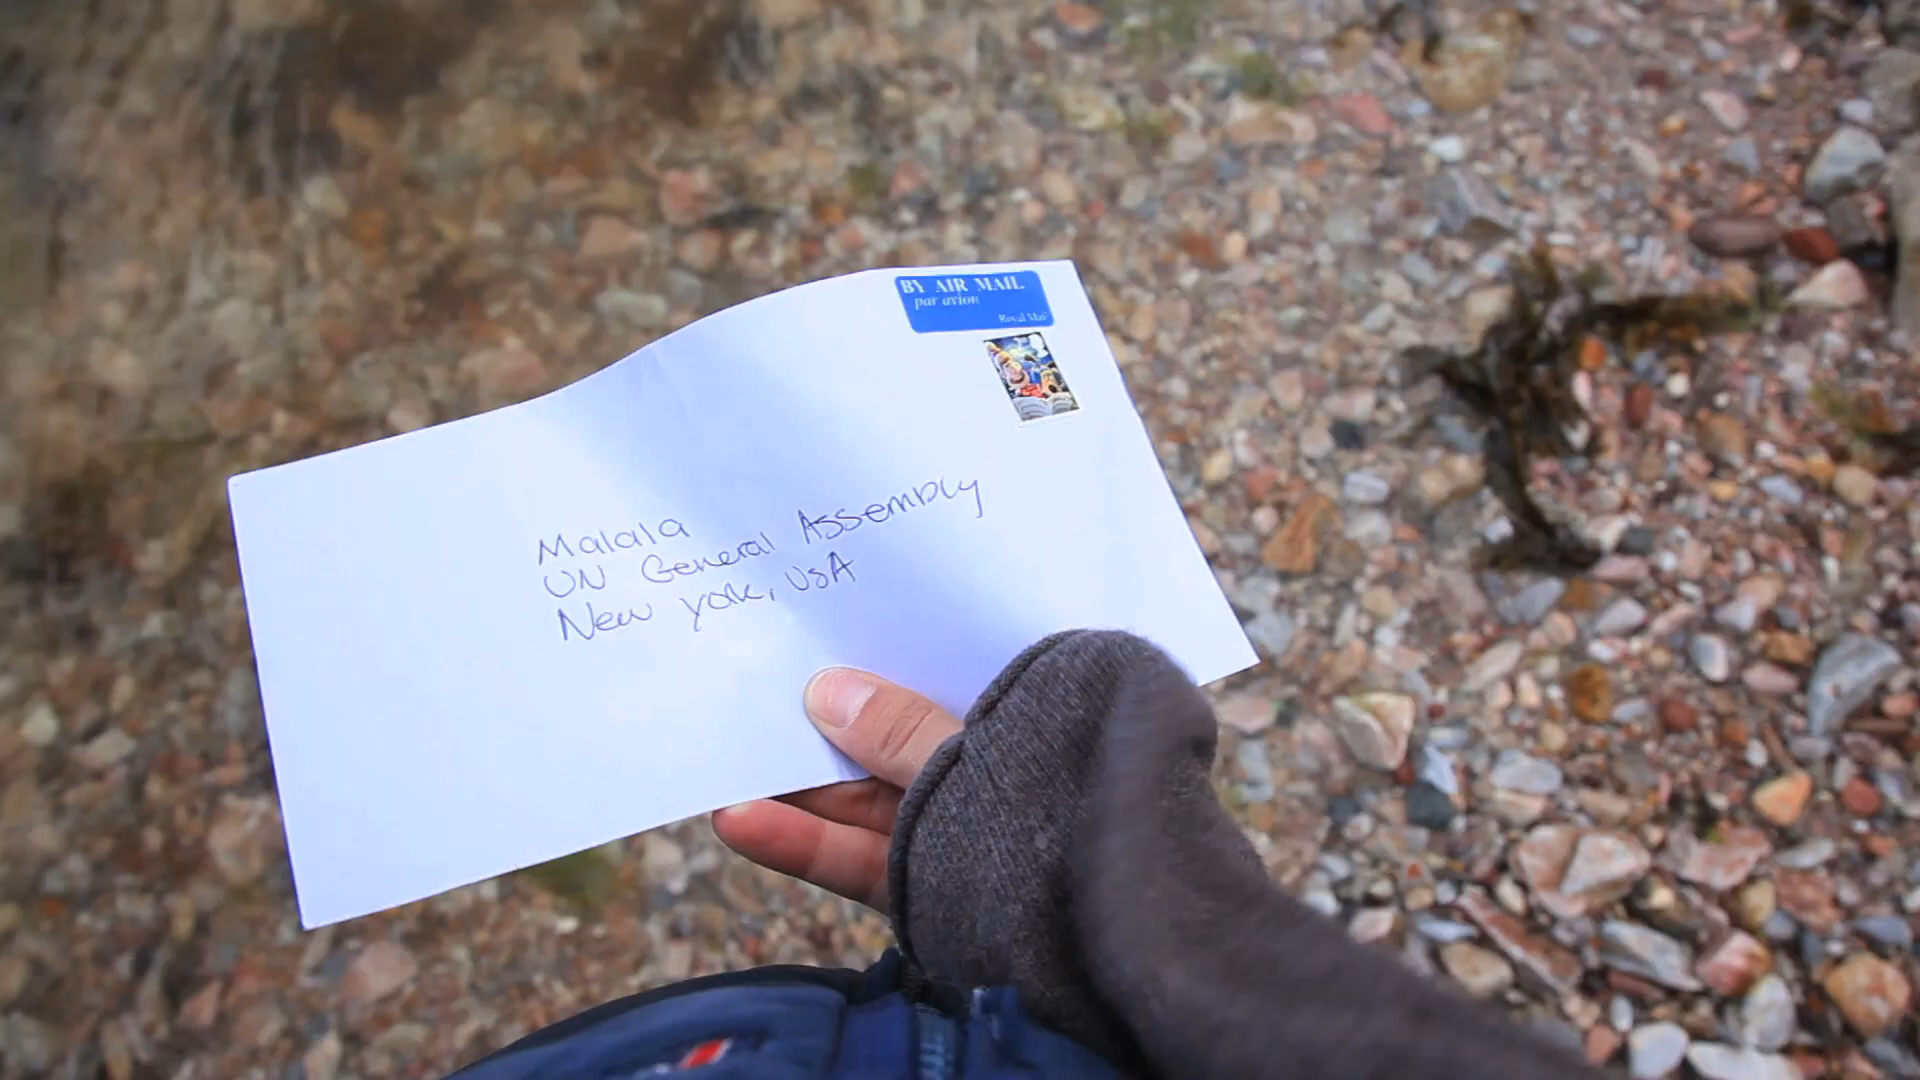 BY AIR MAIL
par avion
Royal Mail
Malala
UN General Assembly
New York, USA